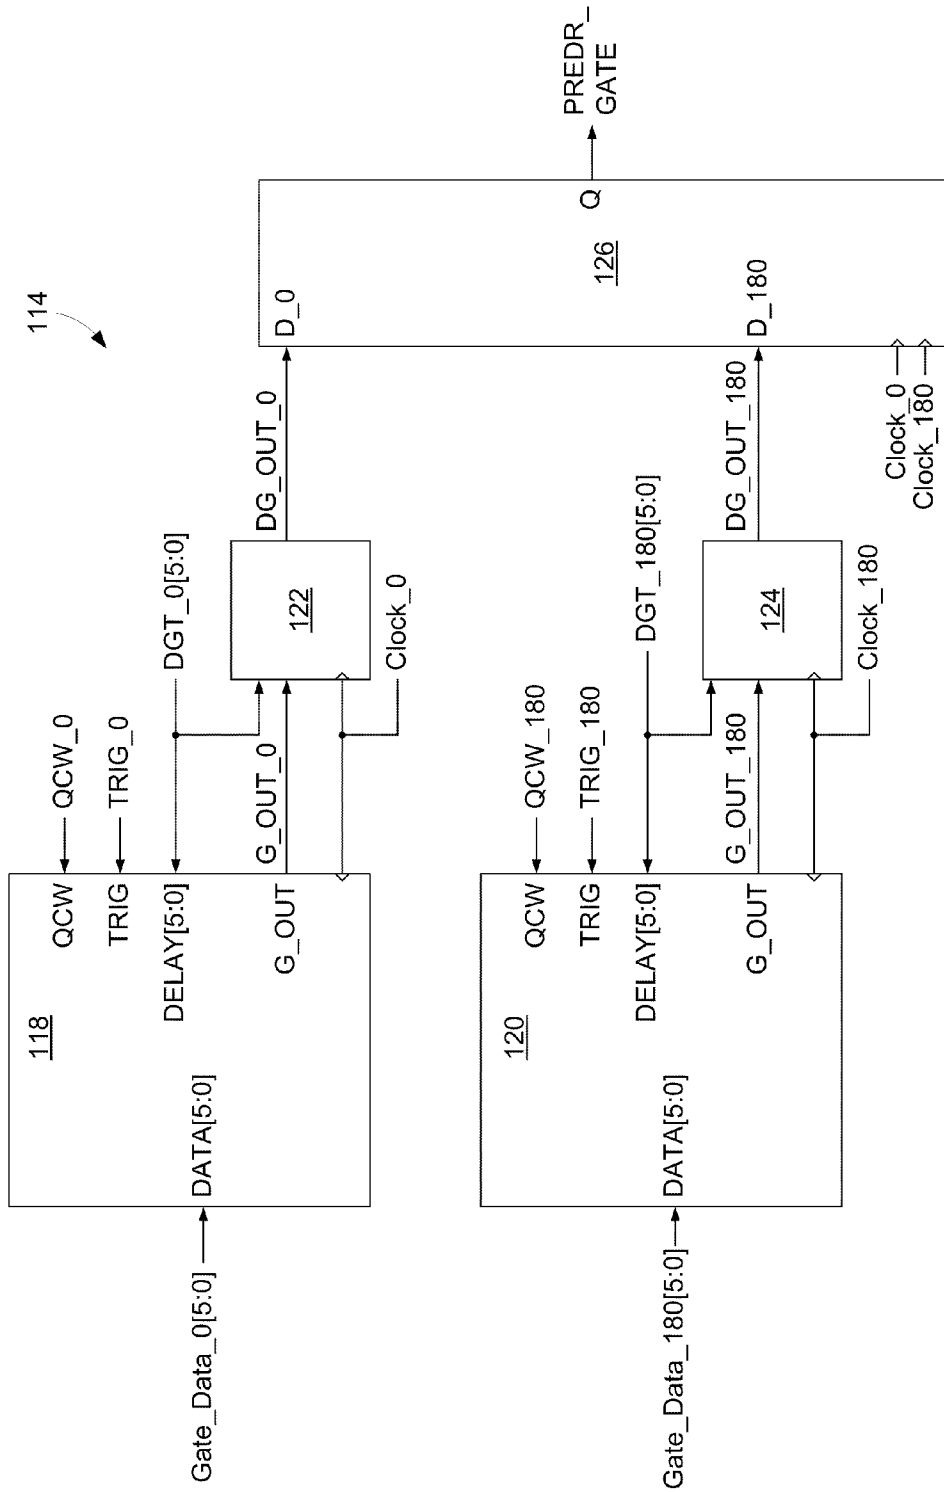 114
Gate_Data_0[5:0]
118
DATA[5:0]
QCW
TRIG
DELAY[5:0]
G_OUT
QCW_0
TRIG_0
DGT_0[5:0]
G_OUT_0
Clock_0
122
DG_OUT_0
Gate_Data_180[5:0]
120
DATA[5:0]
QCW
TRIG
DELAY[5:0]
G_OUT
QCW_180
TRIG_180
DGT_180[5:0]
G_OUT_180
Clock_180
124
DG_OUT_180
D_0
D_180
126
Q
Clock_0
Clock_180
PREDR_
GATE